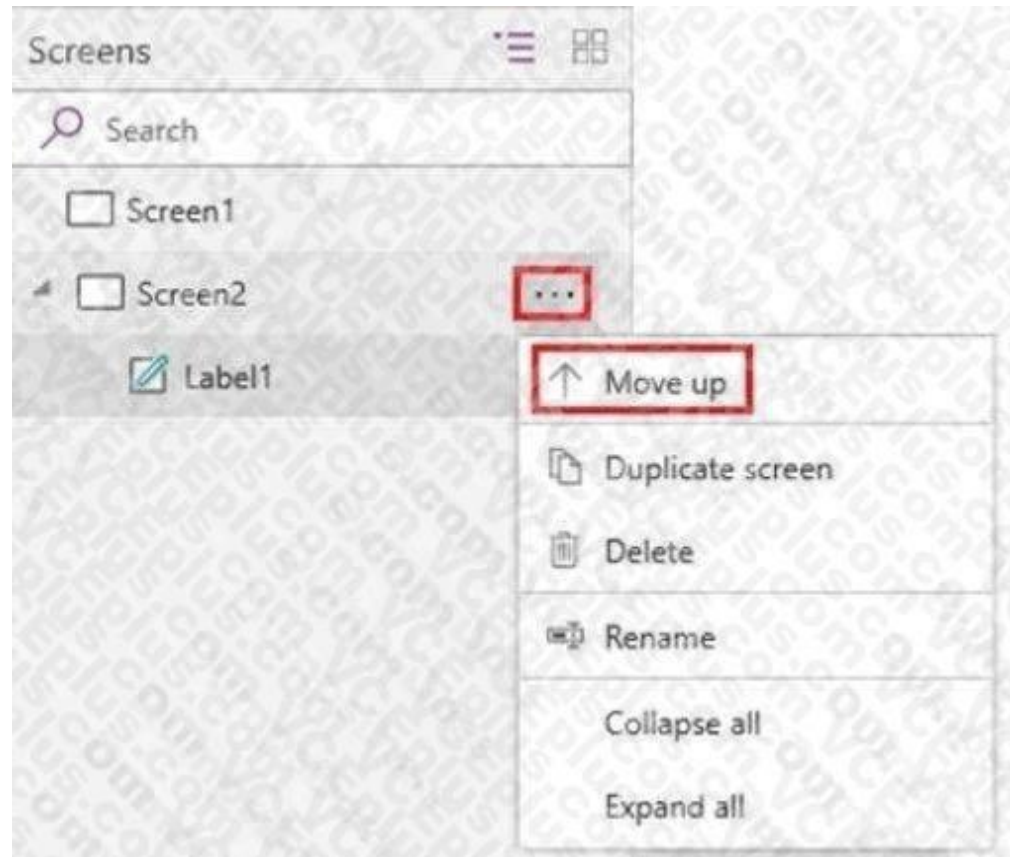 Screens
Search
Screen1
Screen2
Label1
Move up
Duplicate screen
Delete
Rename
Collapse all
Expand all